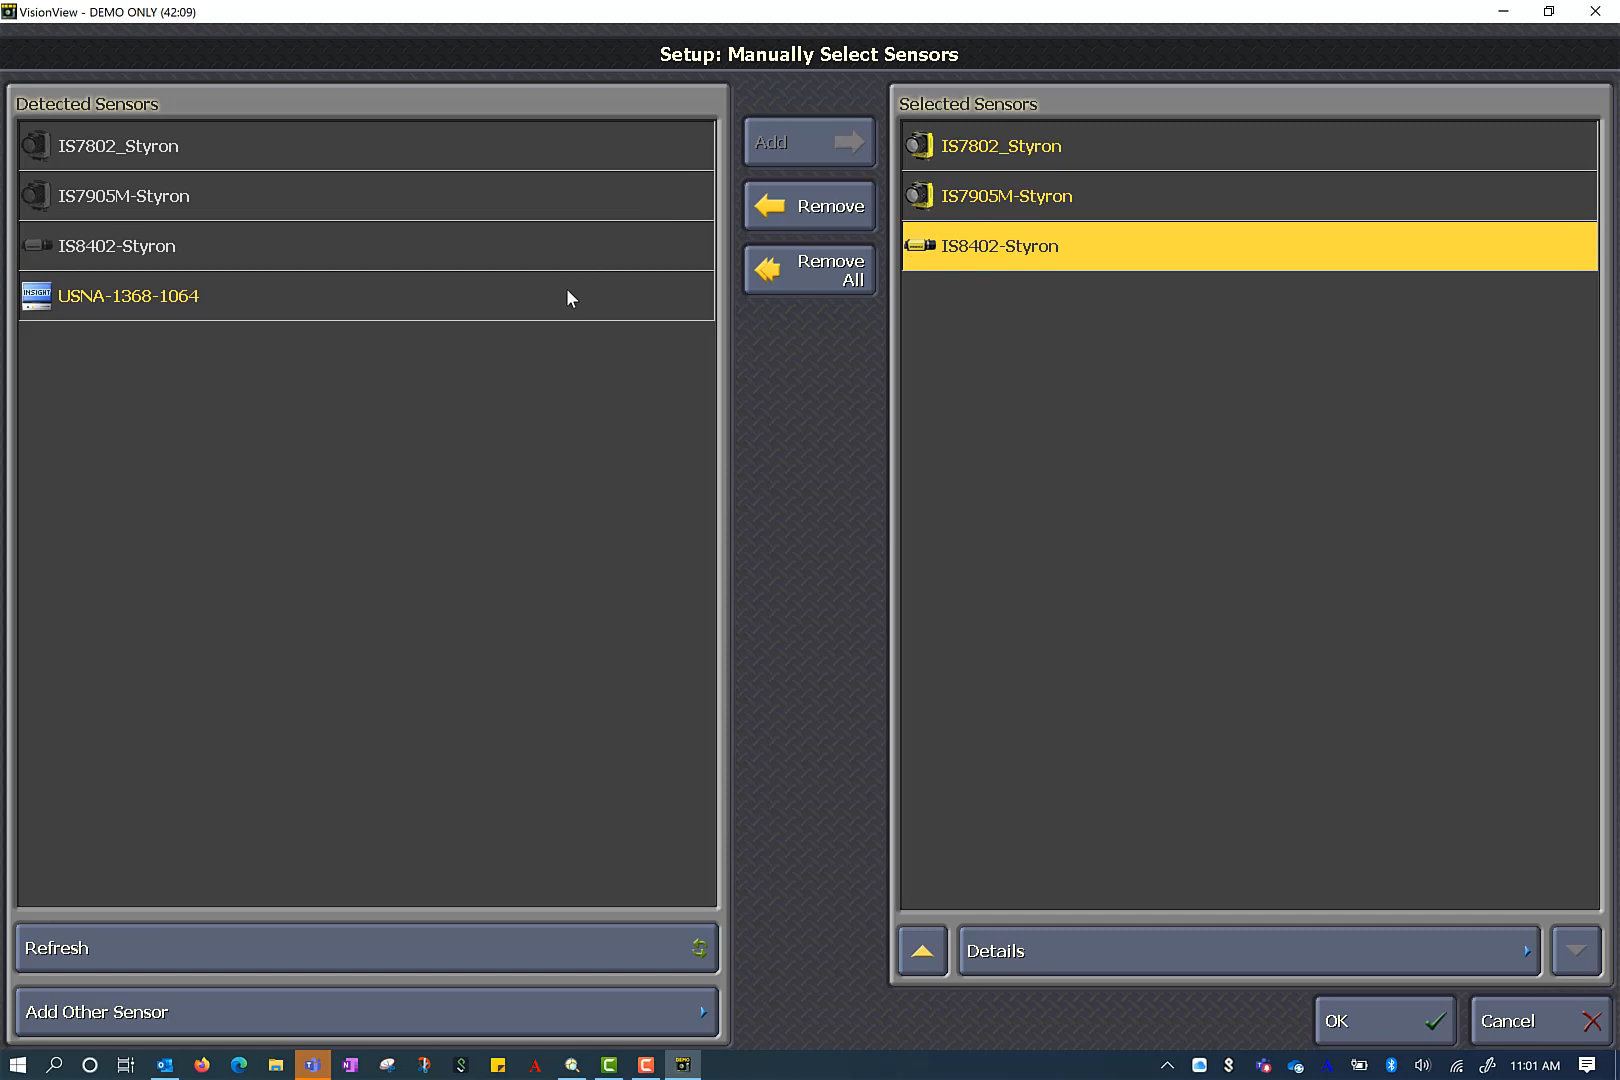 VisionView - DEMO ONLY (42:09)
Setup: Manually Select Sensors
Detected Sensors
IS7802_Styron
IS7905M-Styron
IS8402-Styron
INSIGHT
USNA-1368-1064
Refresh
Add Other Sensor
Add
Remove
Remove
All
Selected Sensors
IS7802_Styron
IS7905M-Styron
IS8402-Styron
Details
OK
Cancel
11:01 AM